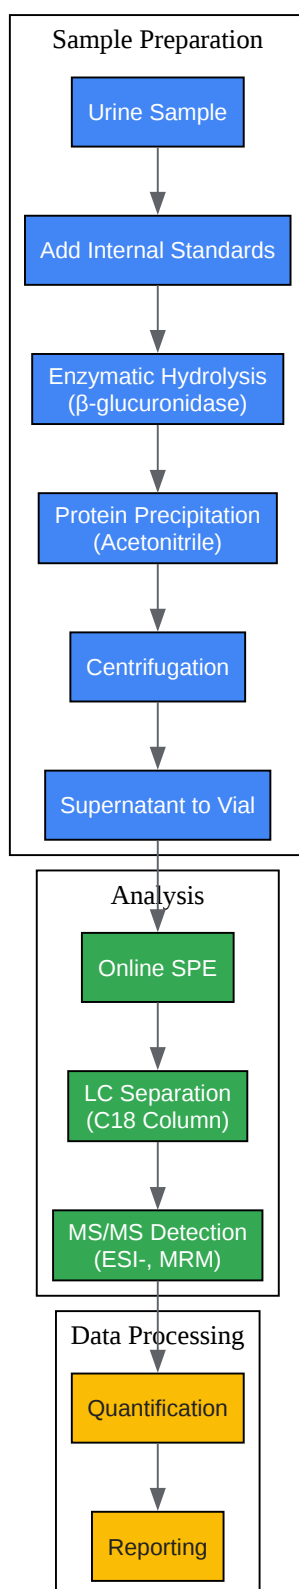 Sample Preparation
Urine Sample
Add Internal Standards
Enzymatic Hydrolysis
(β-glucuronidase)
Protein Precipitation
(Acetonitrile)
Centrifugation
Supernatant to Vial
Analysis
Online SPE
LC Separation
(C18 Column)
MS/MS Detection
(ESI-, MRM)
Data Processing
Quantification
Reporting